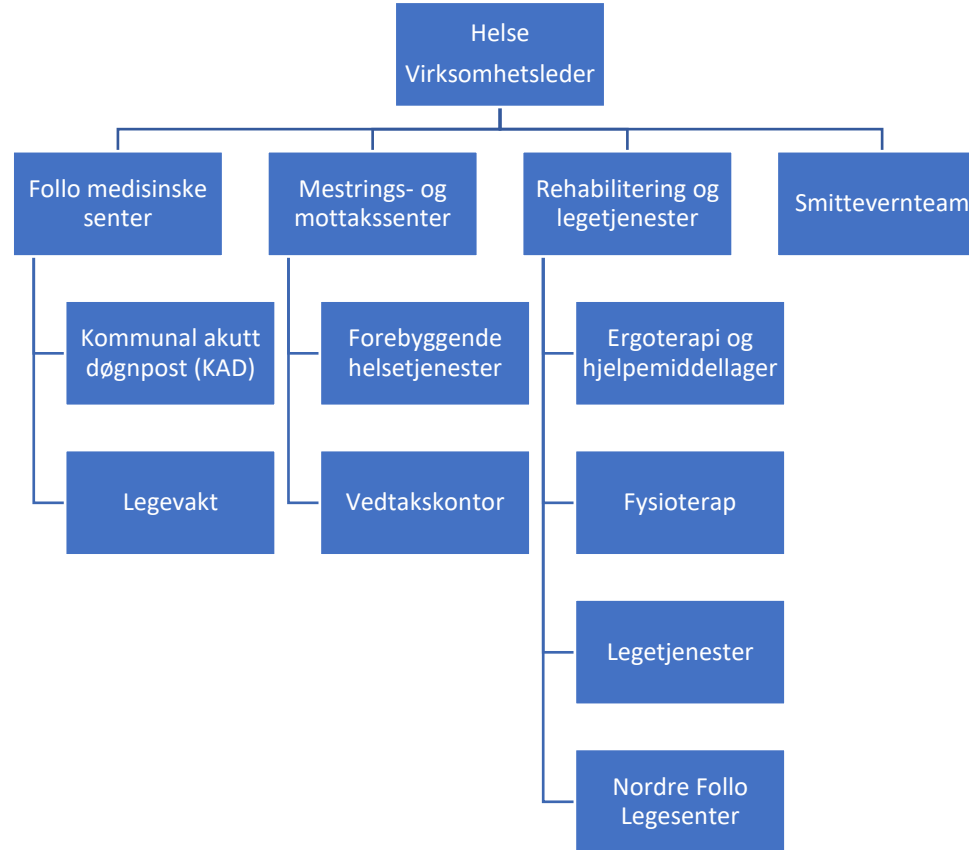 Helse
Virksomhetsleder
Follo medisinske
senter
Mestrings- og
mottakssenter
Rehabilitering og
legetjenester
Smittevernteam
Kommunal akutt
døgnpost (KAD)
Forebyggende
helsetjenester
Ergoterapi og
hjelpemiddellager
Legevakt
Vedtakskontor
Fysioterap
Legetjenester
Nordre Follo
Legesenter